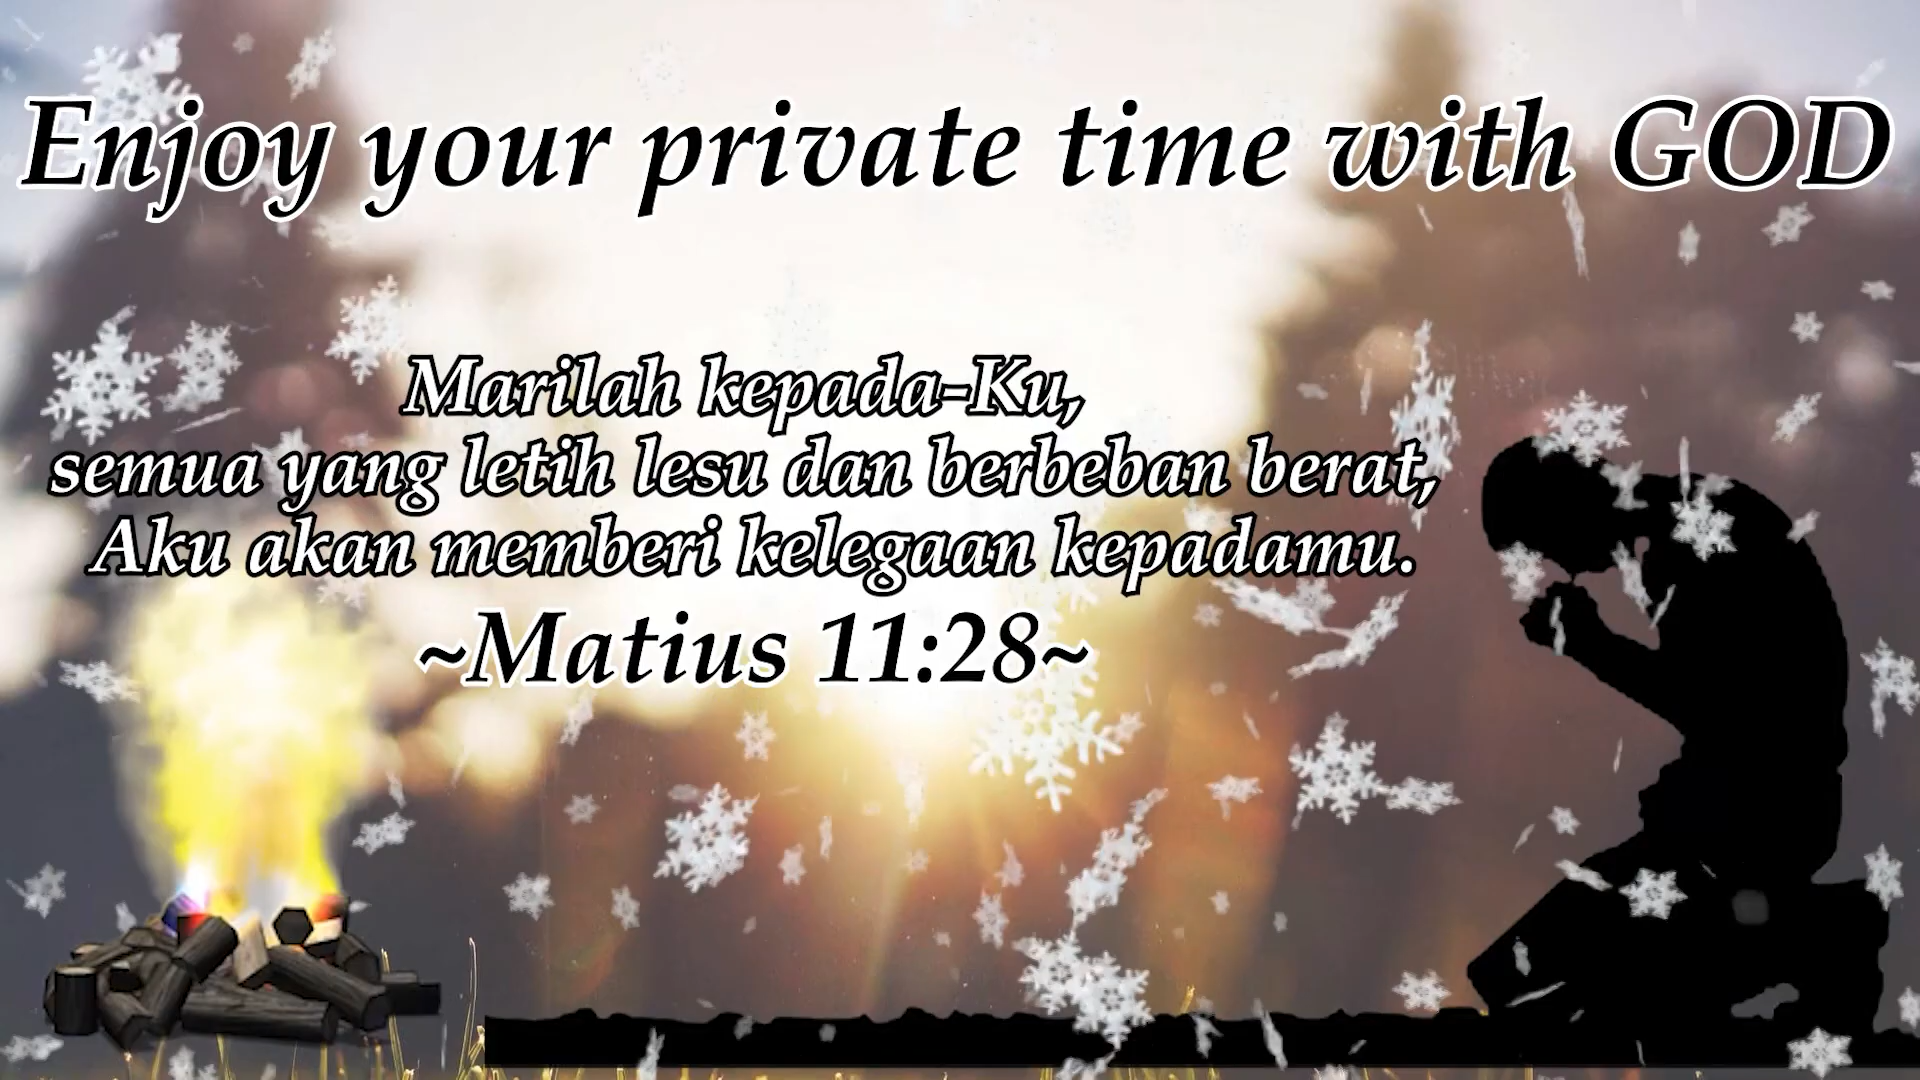 Enjoy your private time with GOD
Marilah kepada-Ku,
semua yang letih lesu dan berbeban berat,
Aku akan memberi kelegaan kepadamu.
~Matius 11:28~